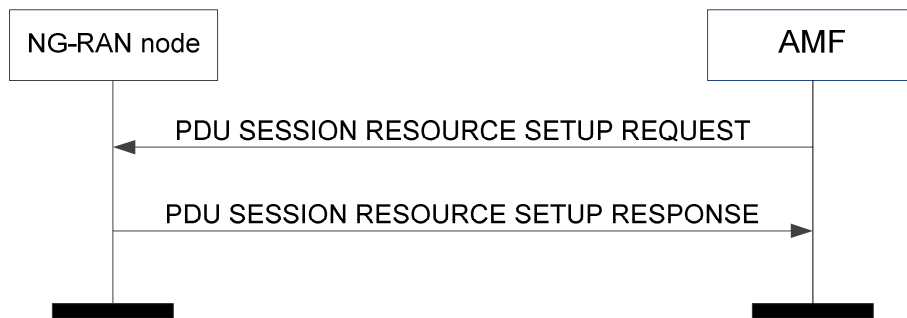 NG-RAN node
AMF
PDU SESSION RESOURCE SETUP REQUEST
PDU SESSION RESOURCE SETUP RESPONSE